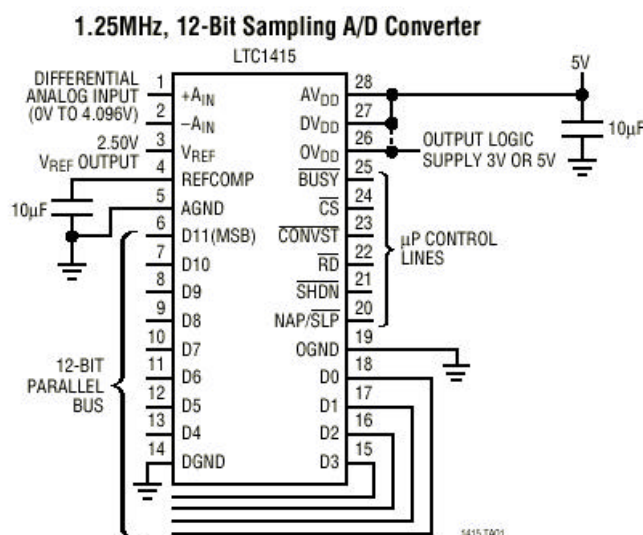 1.25MHz, 12-Bit Sampling A/D Converter
LTC1415
DIFFERENTIAL
ANALOG INPUT
(0V TO 4.096V)
2.50V
VREF OUTPUT
10µF
12-BIT
PARALLEL
BUS
1 +AIN
2 −AIN
3 VREF
4 REFCOMP
5 AGND
6 D11(MSB)
7 D10
8 D9
9 D8
10 D7
11 D6
12 D5
13 D4
14 DGND
AVDD 28
DVDD 27
OVDD 26
BUSY 25
CS 24
CONVST 23
RD 22
SHDN 21
NAP/SLP 20
OGND 19
D0 18
D1 17
D2 16
D3 15
5V
10µF
OUTPUT LOGIC
SUPPLY 3V OR 5V
µP CONTROL
LINES
1415 TA01